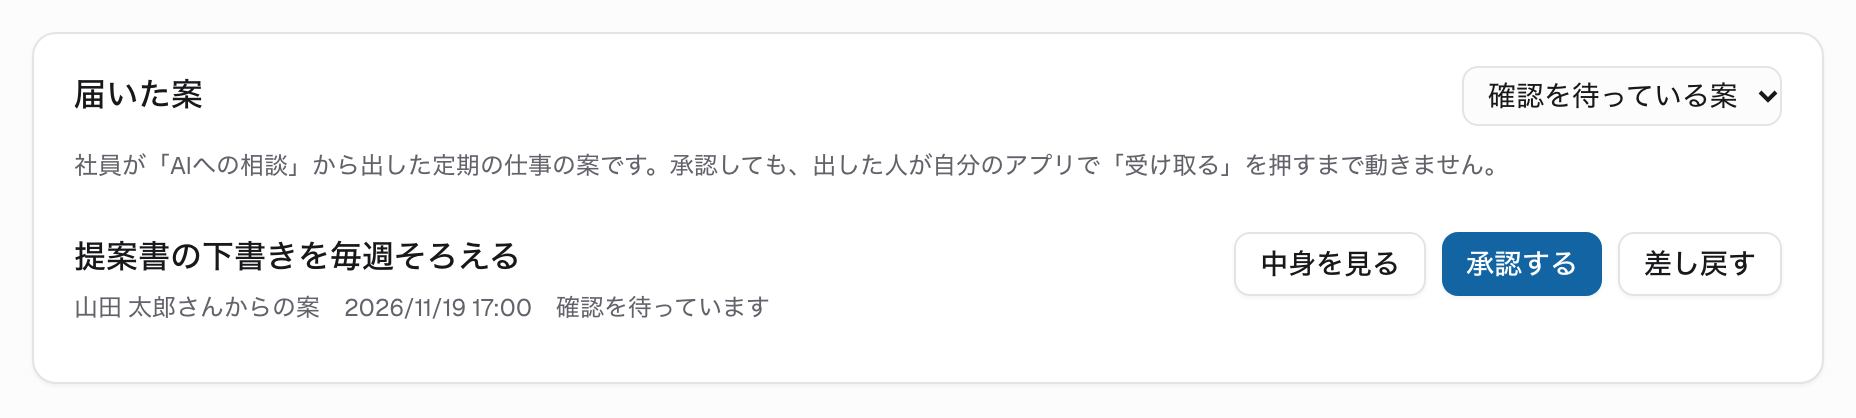 届いた案
確認を待っている案
社員が「AIへの相談」から出した定期の仕事の案です。承認しても、出した人が自分のアプリで「受け取る」を押すまで動きません。
提案書の下書きを毎週そろえる
中身を見る
承認する
差し戻す
山田 太郎さんからの案 2026/11/19 17:00 確認を待っています